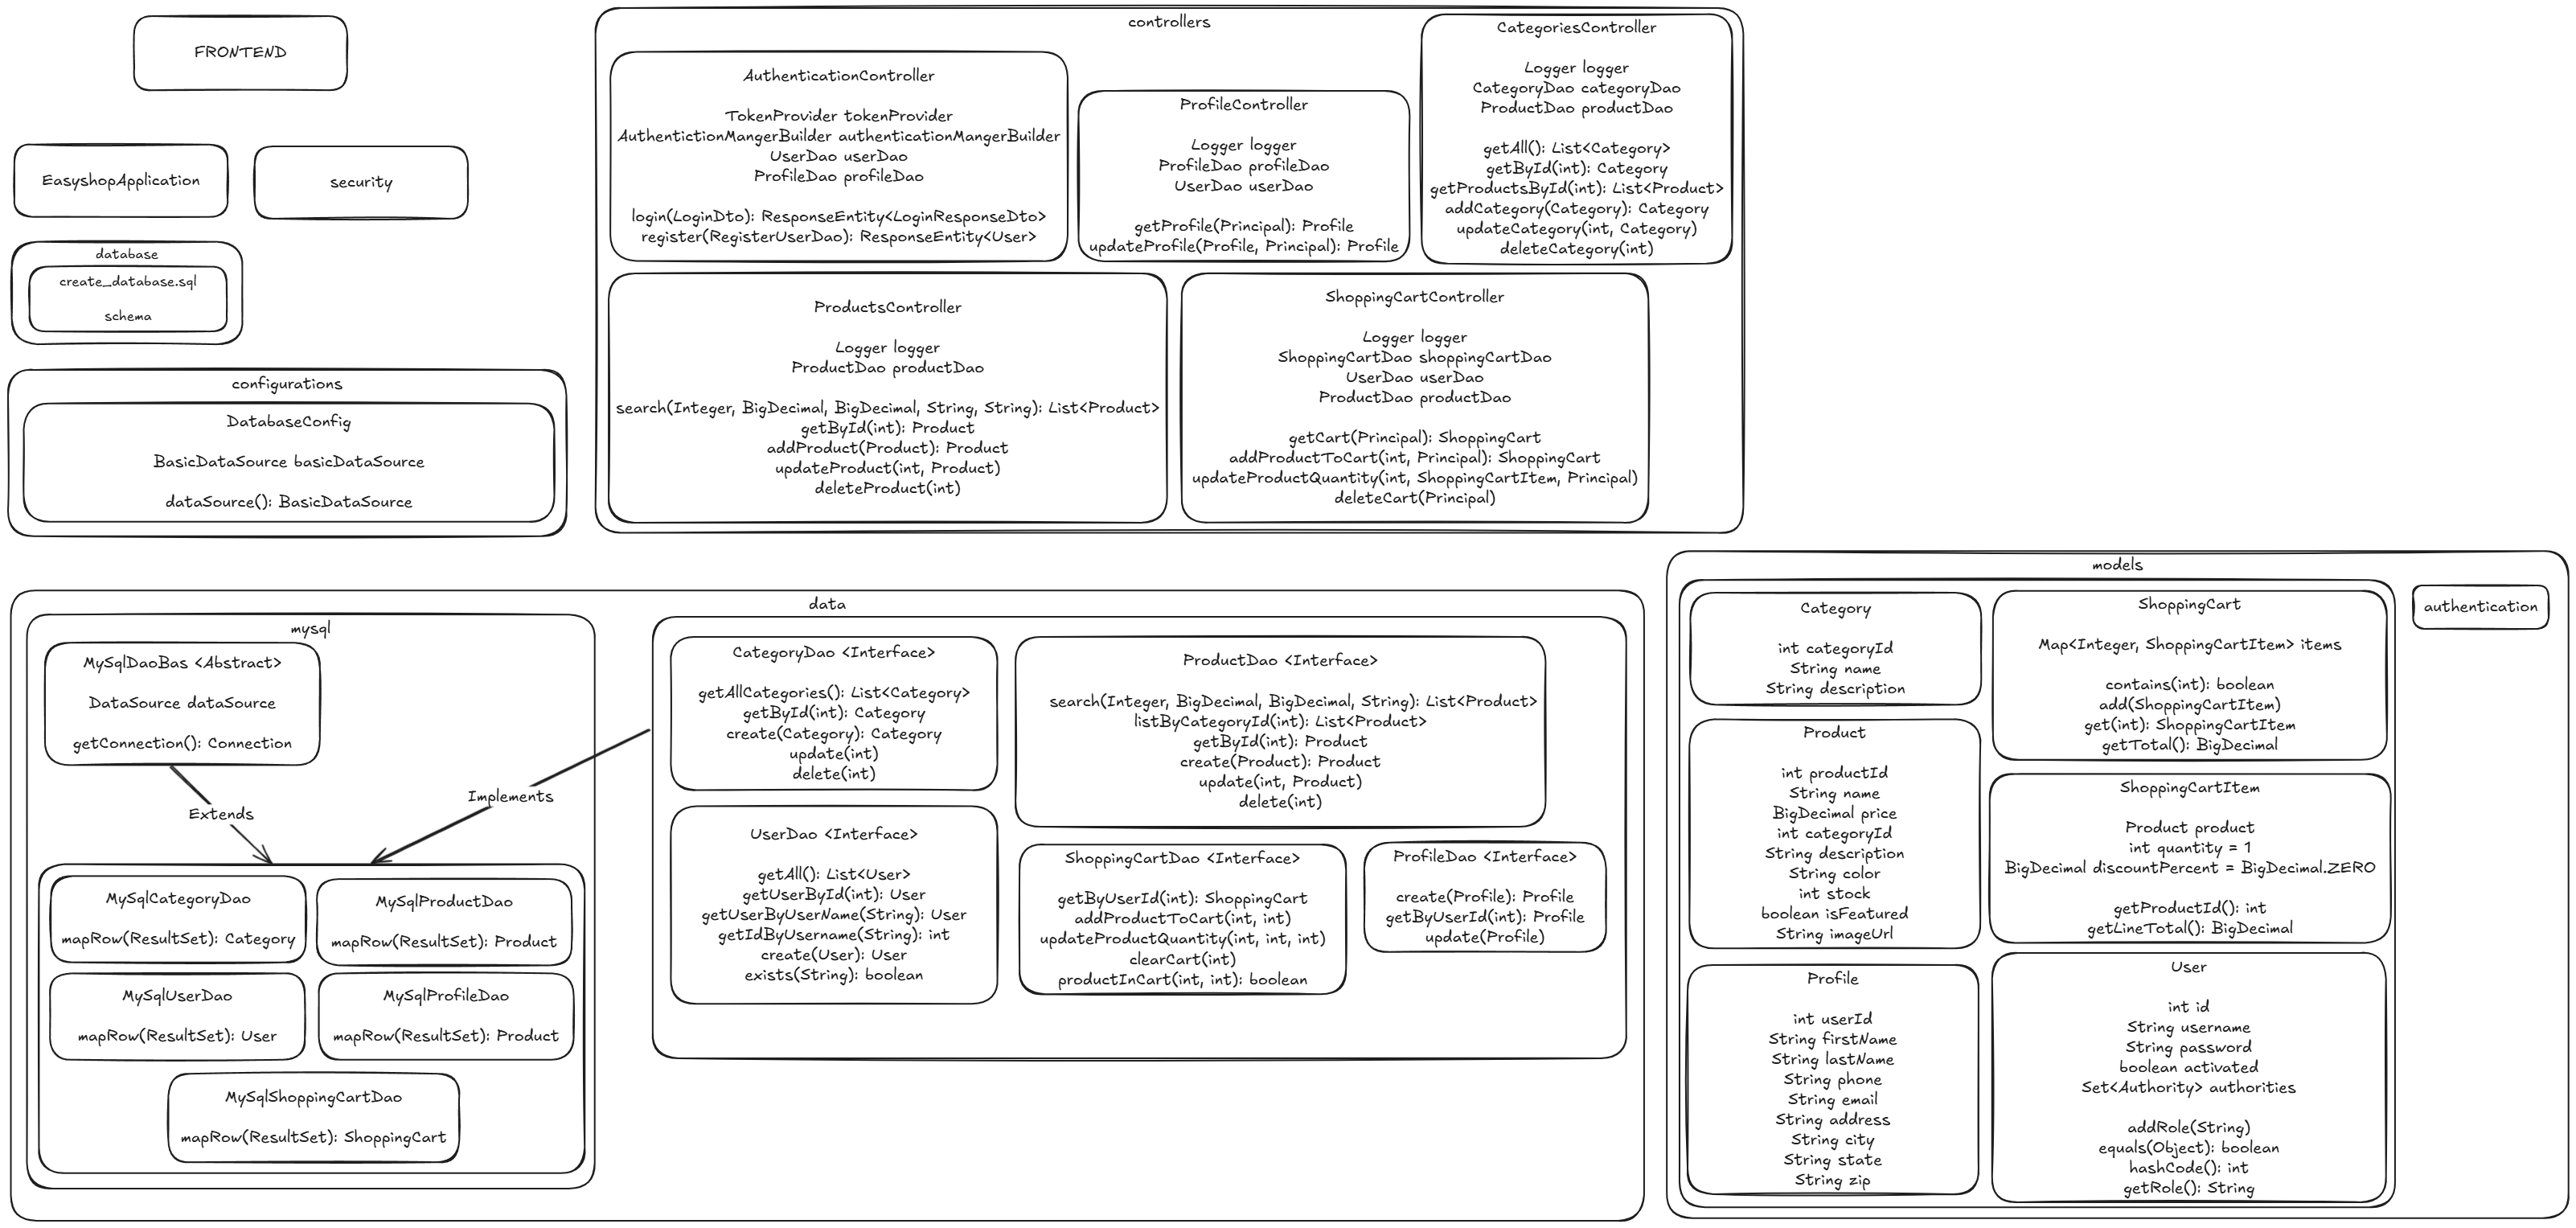 FRONTEND
EasyshopApplication
security
database
create_database.sql
schema
configurations
DatabaseConfig
BasicDataSource basicDataSource
dataSource(): BasicDataSource
controllers
AuthenticationController
TokenProvider tokenProvider
AuthentictionMangerBuilder authenticationMangerBuilder
UserDao userDao
ProfileDao profileDao
login(LoginDto): ResponseEntity<LoginResponseDto>
register(RegisterUserDao): ResponseEntity<User>
ProfileController
Logger logger
ProfileDao profileDao
UserDao userDao
getProfile(Principal): Profile
updateProfile(Profile, Principal): Profile
CategoriesController
Logger logger
CategoryDao categoryDao
ProductDao productDao
getAll(): List<Category>
getById(int): Category
getProductsById(int): List<Product>
addCategory(Category): Category
updateCategory(int, Category)
deleteCategory(int)
ProductsController
Logger logger
ProductDao productDao
search(Integer, BigDecimal, BigDecimal, String, String): List<Product>
getById(int): Product
addProduct(Product): Product
updateProduct(int, Product)
deleteProduct(int)
ShoppingCartController
Logger logger
ShoppingCartDao shoppingCartDao
UserDao userDao
ProductDao productDao
getCart(Principal): ShoppingCart
addProductToCart(int, Principal): ShoppingCart
updateProductQuantity(int, ShoppingCartItem, Principal)
deleteCart(Principal)
data
mysql
MySqlDaoBas <Abstract>
DataSource dataSource
getConnection(): Connection
Extends
Implements
MySqlCategoryDao
mapRow(ResultSet): Category
MySqlProductDao
mapRow(ResultSet): Product
MySqlUserDao
mapRow(ResultSet): User
MySqlProfileDao
mapRow(ResultSet): Product
MySqlShoppingCartDao
mapRow(ResultSet): ShoppingCart
CategoryDao <Interface>
getAllCategories(): List<Category>
getById(int): Category
create(Category): Category
update(int)
delete(int)
ProductDao <Interface>
search(Integer, BigDecimal, BigDecimal, String): List<Product>
listByCategoryId(int): List<Product>
getById(int): Product
create(Product): Product
update(int, Product)
delete(int)
UserDao <Interface>
getAll(): List<User>
getUserById(int): User
getUserByUserName(String): User
getIdByUsername(String): int
create(User): User
exists(String): boolean
ShoppingCartDao <Interface>
getByUserId(int): ShoppingCart
addProductToCart(int, int)
updateProductQuantity(int, int, int)
clearCart(int)
productInCart(int, int): boolean
ProfileDao <Interface>
create(Profile): Profile
getByUserId(int): Profile
update(Profile)
models
authentication
Category
int categoryId
String name
String description
ShoppingCart
Map<Integer, ShoppingCartItem> items
contains(int): boolean
add(ShoppingCartItem)
get(int): ShoppingCartItem
getTotal(): BigDecimal
Product
int productId
String name
BigDecimal price
int categoryId
String description
String color
int stock
boolean isFeatured
String imageUrl
ShoppingCartItem
Product product
int quantity = 1
BigDecimal discountPercent = BigDecimal.ZERO
getProductId(): int
getLineTotal(): BigDecimal
Profile
int userId
String firstName
String lastName
String phone
String email
String address
String city
String state
String zip
User
int id
String username
String password
boolean activated
Set<Authority> authorities
addRole(String)
equals(Object): boolean
hashCode(): int
getRole(): String